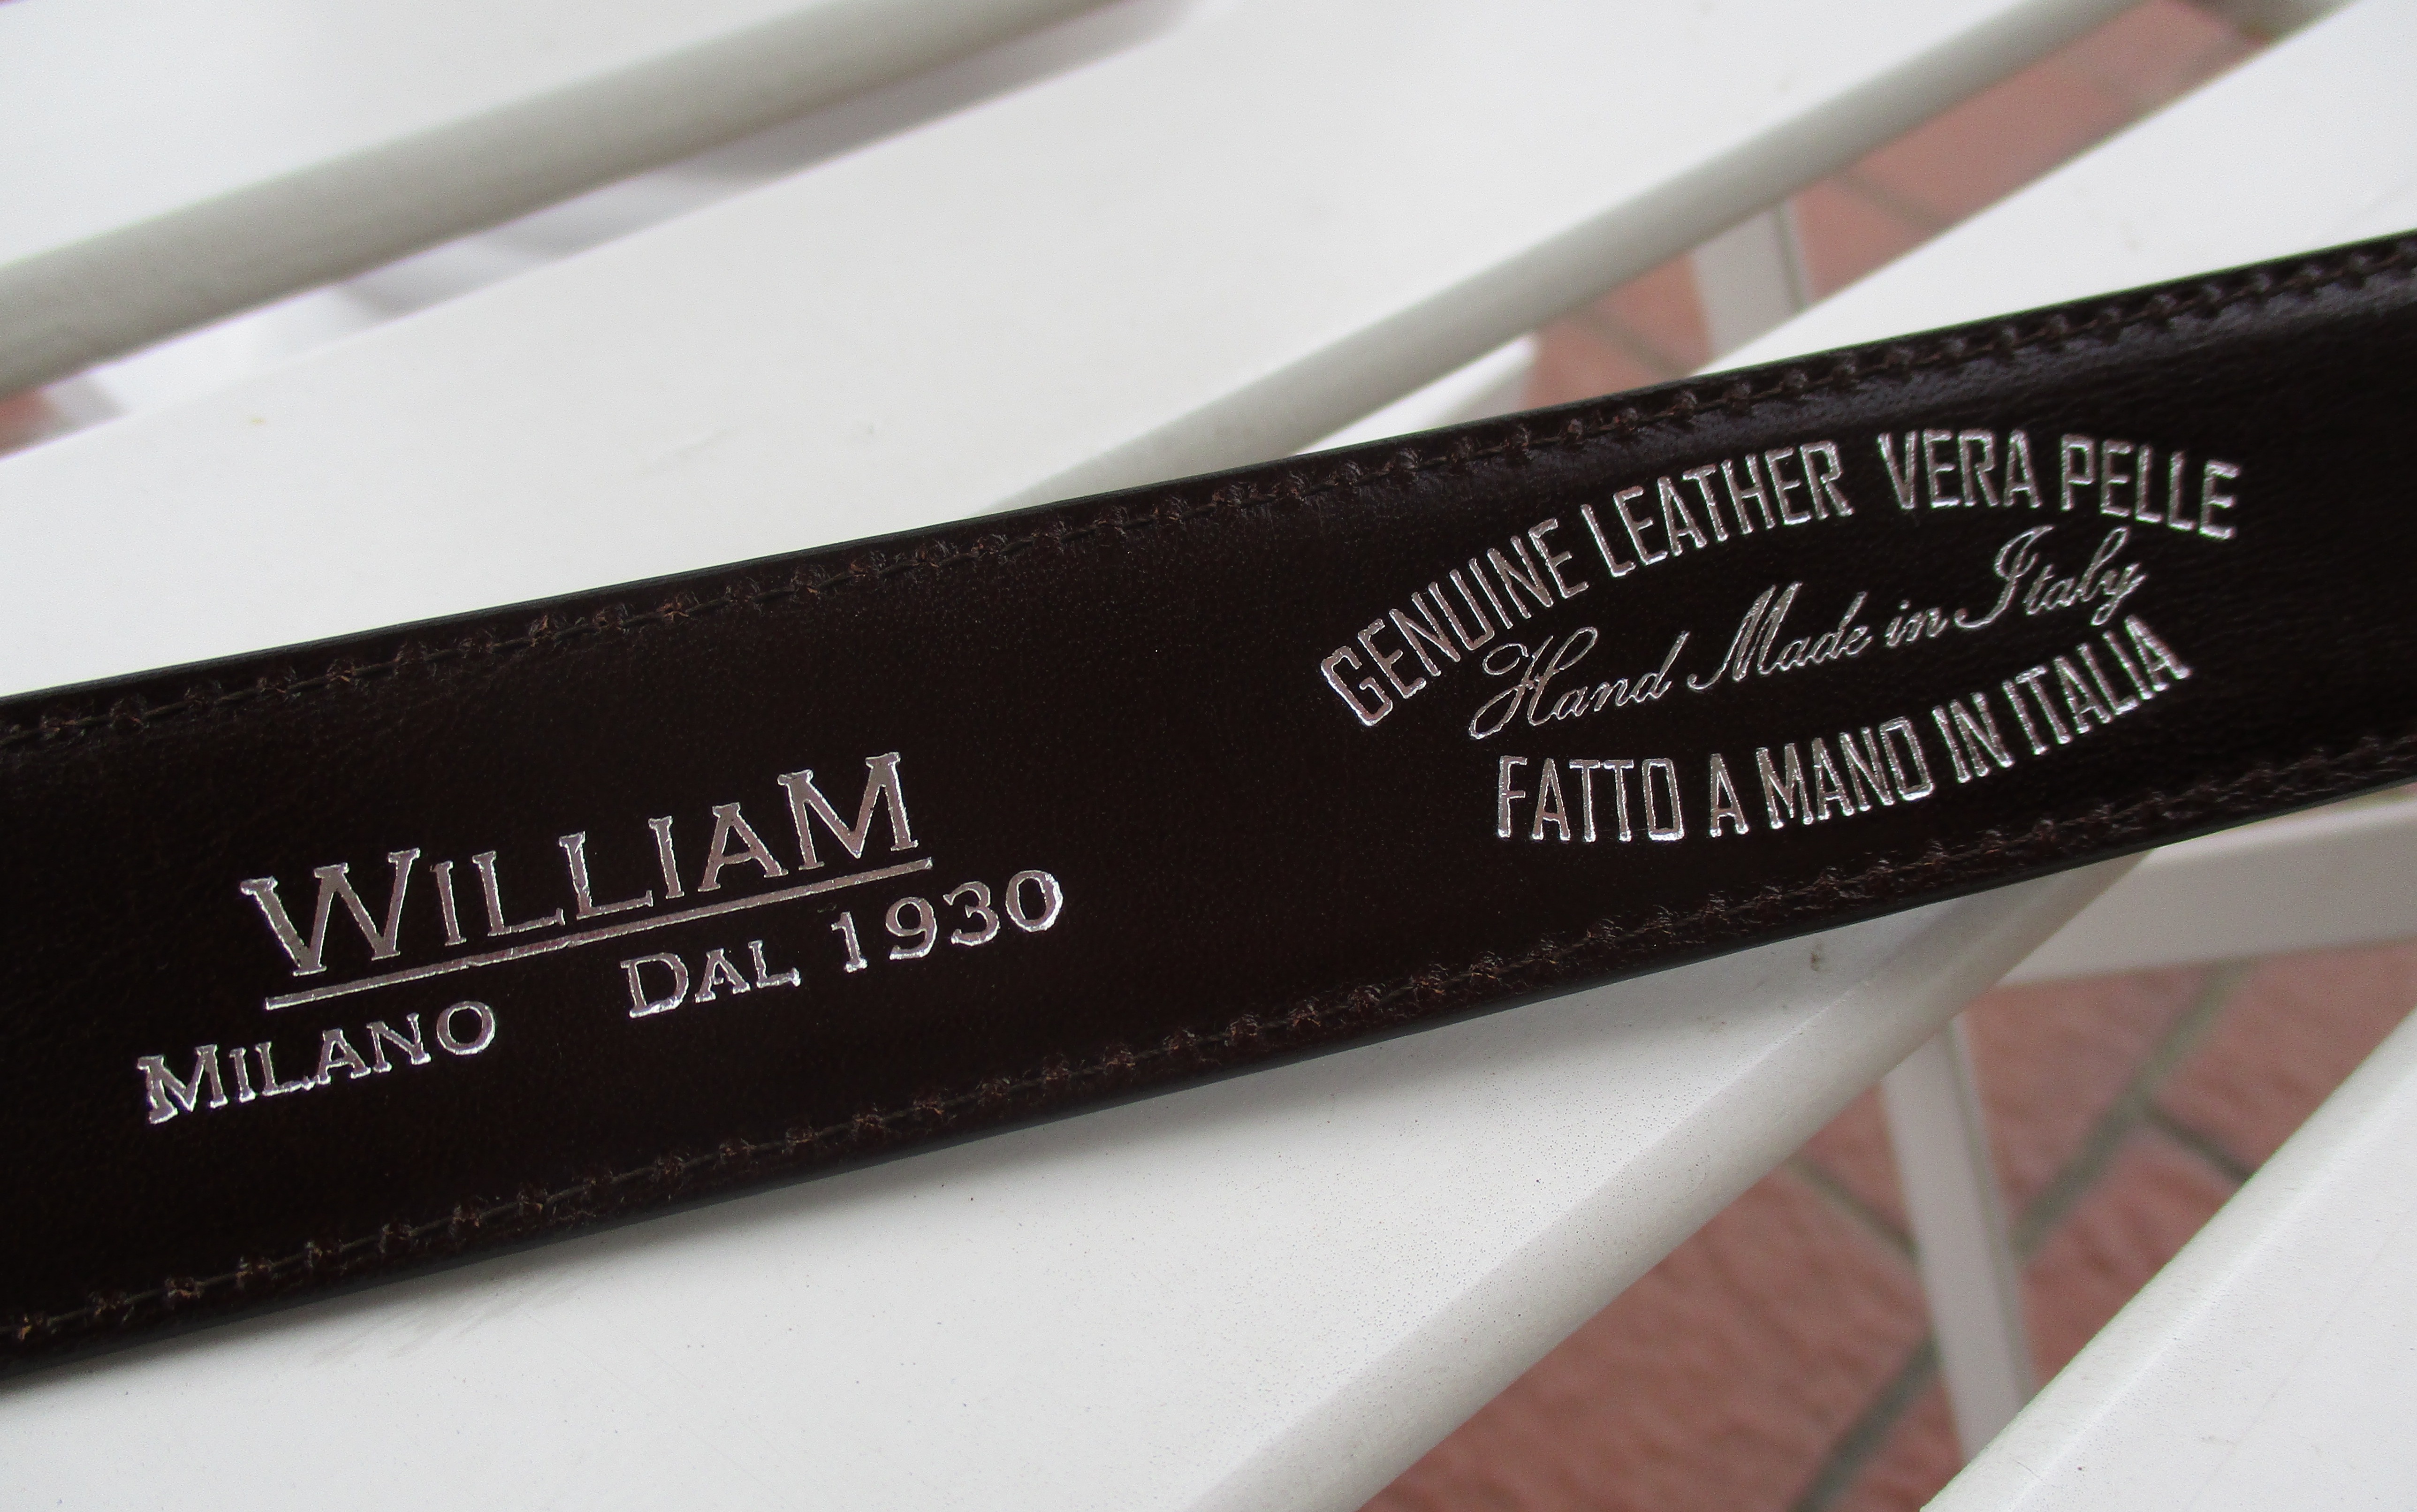 WILLIAM
MILANO DAL 1930
GENUINE LEATHER VERA PELLE
Hand Made in Italy
FATTO A MANO IN ITALIA